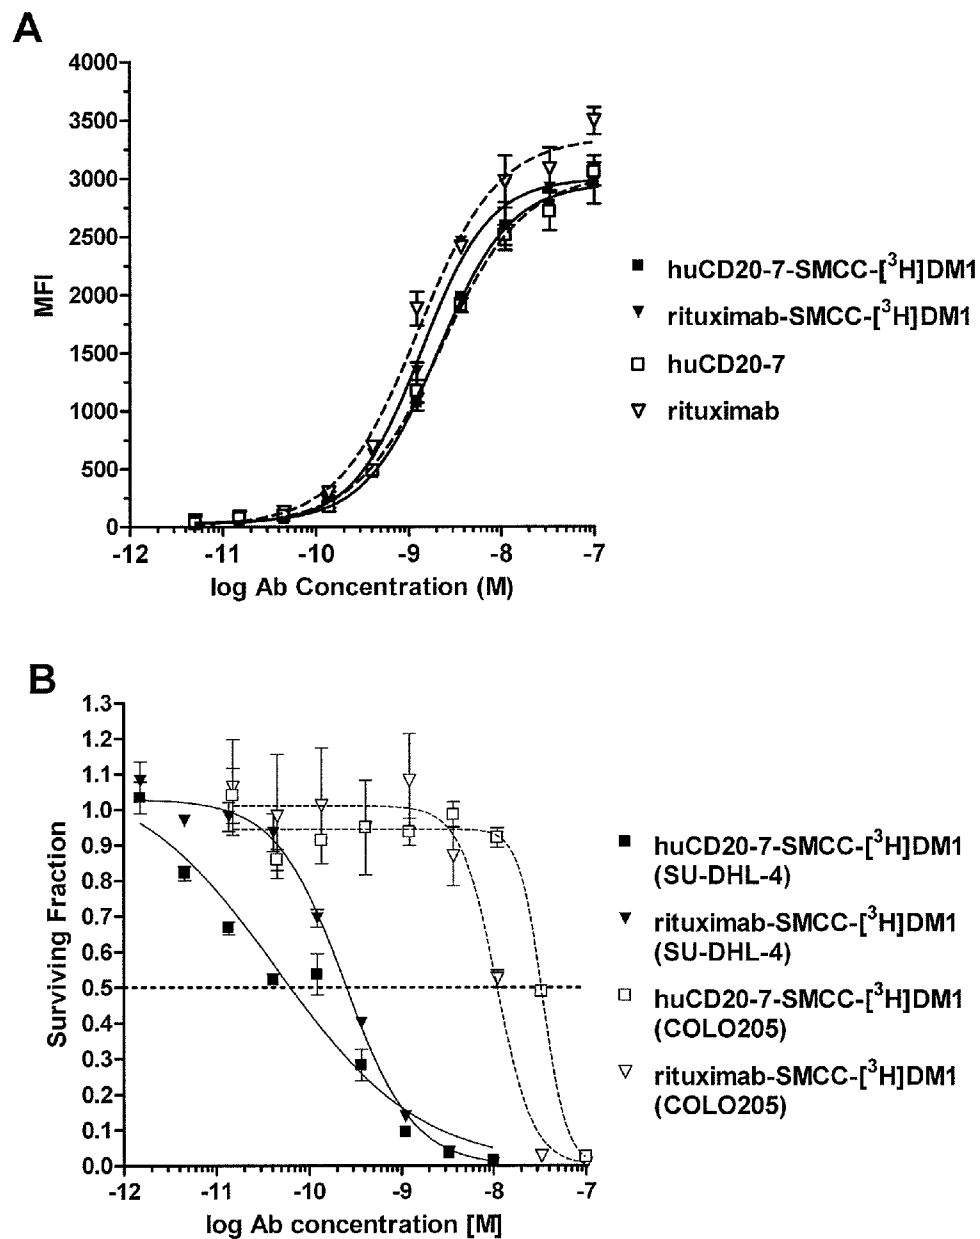 A
4000
3500
3000
2500
2000
1500
1000
500
0
MFI
-12 -11 -10 -9 -8 -7
log Ab Concentration (M)
huCD20-7-SMCC-[³H]DM1
rituximab-SMCC-[³H]DM1
huCD20-7
rituximab
B
1.3
1.2
1.1
1.0
0.9
0.8
0.7
0.6
0.5
0.4
0.3
0.2
0.1
0.0
Surviving Fraction
-12 -11 -10 -9 -8 -7
log Ab concentration [M]
huCD20-7-SMCC-[³H]DM1
(SU-DHL-4)
rituximab-SMCC-[³H]DM1
(SU-DHL-4)
huCD20-7-SMCC-[³H]DM1
(COLO205)
rituximab-SMCC-[³H]DM1
(COLO205)